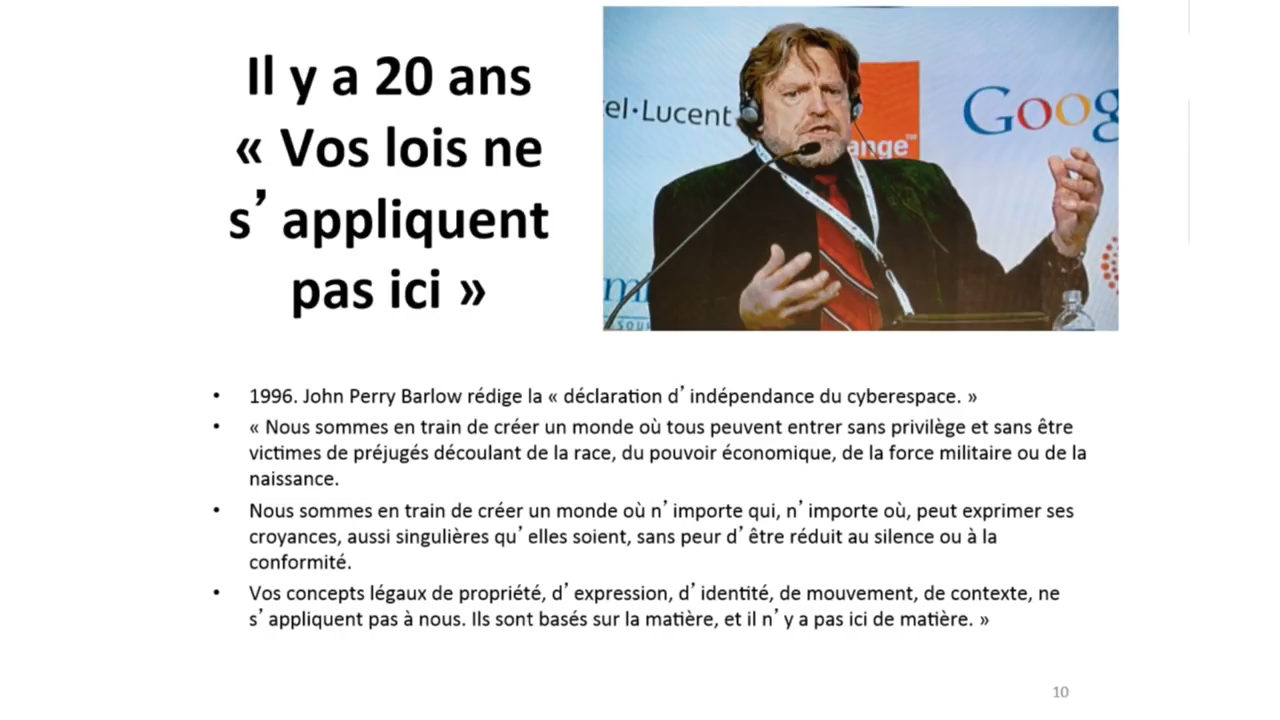 Il y a 20 ans
« Vos lois ne
s’ appliquent
pas ici »
el·Lucent
ange™
Goog
SOUR
• 1996. John Perry Barlow rédige la « déclaration d’ indépendance du cyberespace. »
• « Nous sommes en train de créer un monde où tous peuvent entrer sans privilège et sans être
victimes de préjugés découlant de la race, du pouvoir économique, de la force militaire ou de la
naissance.
• Nous sommes en train de créer un monde où n’ importe qui, n’ importe où, peut exprimer ses
croyances, aussi singulières qu’ elles soient, sans peur d’ être réduit au silence ou à la
conformité.
• Vos concepts légaux de propriété, d’ expression, d’ identité, de mouvement, de contexte, ne
s’ appliquent pas à nous. Ils sont basés sur la matière, et il n’ y a pas ici de matière. »
10